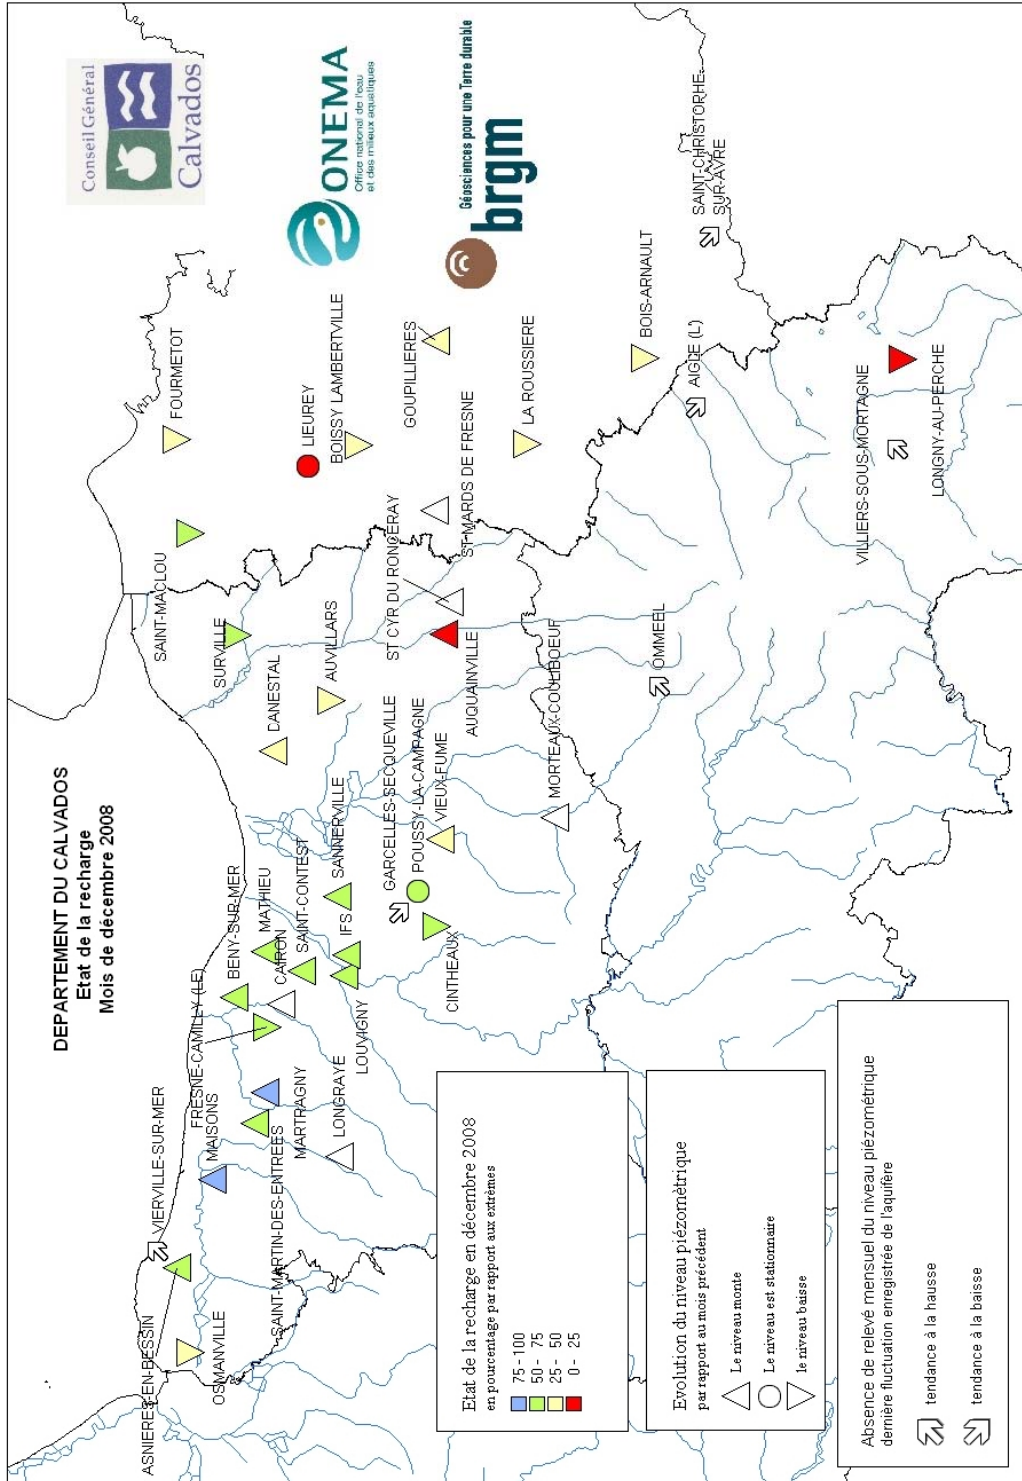 DEPARTEMENT DU CALVADOS
Etat de la recharge
Mois de décembre 2008
Conseil Général
Calvados
ONEMA
Office national de l'eau
et des milieux aquatiques
Géosciences pour une Terre durable
brgm
ASNIERES-EN-BESSIN
VIERVILLE-SUR-MER
OSMANVILLE
MAISONS
FRESNE-CAMILLY (LE)
SAINT-MARTIN-DES-ENTREES
MARTRAGNY
LONGRAYE
BENY-SUR-MER
MATHIEU
CAIRON
SAINT-CONTEST
SANNERVILLE
IFS
LOUVIGNY
CINTHEAUX
GARCELLES-SECQUEVILLE
POUSSY-LA-CAMPAGNE
VIEUX-FUME
MORTEAUX-COULIBOEUF
DANESTAL
AUVILLARS
SURVILLE
SAINT-MACLOU
FOURMETOT
LIEUREY
BOISSY LAMBERTVILLE
GOUPILLIERES
ST-MARDS DE FRESNE
ST CYR DU RONCERAY
AUQUAINVILLE
LA ROUSSIERE
BOIS-ARNAULT
SAINT-CHRISTORHE-
SUR-AVRE
AIGLE (L')
OMMEEL
VILLIERS-SOUS-MORTAGNE
LONGNY-AU-PERCHE
Etat de la recharge en décembre 2008
en pourcentage par rapport aux extrêmes
75 - 100
50 - 75
25 - 50
0 - 25
Evolution du niveau piézomètrique
par rapport au mois précédent
Le niveau monte
Le niveau est stationnaire
le niveau baisse
Absence de relevé mensuel du niveau piézométrique
dernière fluctuation enregistrée de l'aquifère
tendance à la hausse
tendance à la baisse